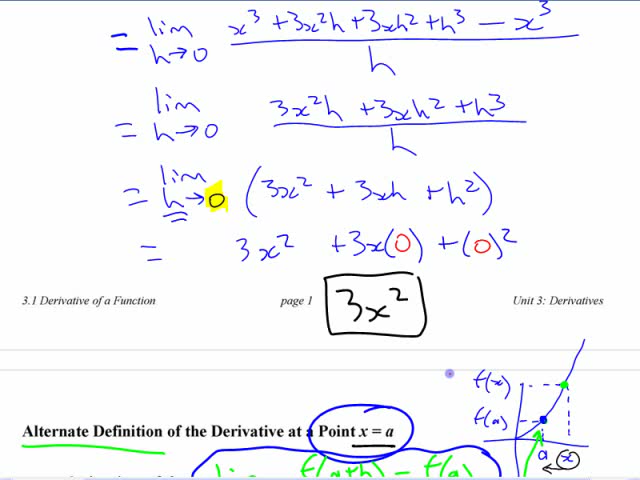 = lim h→0 (x³ + 3x²h + 3xh² + h³ − x³) / h
= lim h→0 (3x²h + 3xh² + h³) / h
= lim h→0 (3x² + 3xh + h²)
= 3x² + 3x(0) + (0)²
3x²
3.1 Derivative of a Function page 1 Unit 3: Derivatives
f(x)
f(a)
a x
Alternate Definition of the Derivative at a Point x = a
lim f(a+h) − f(a)